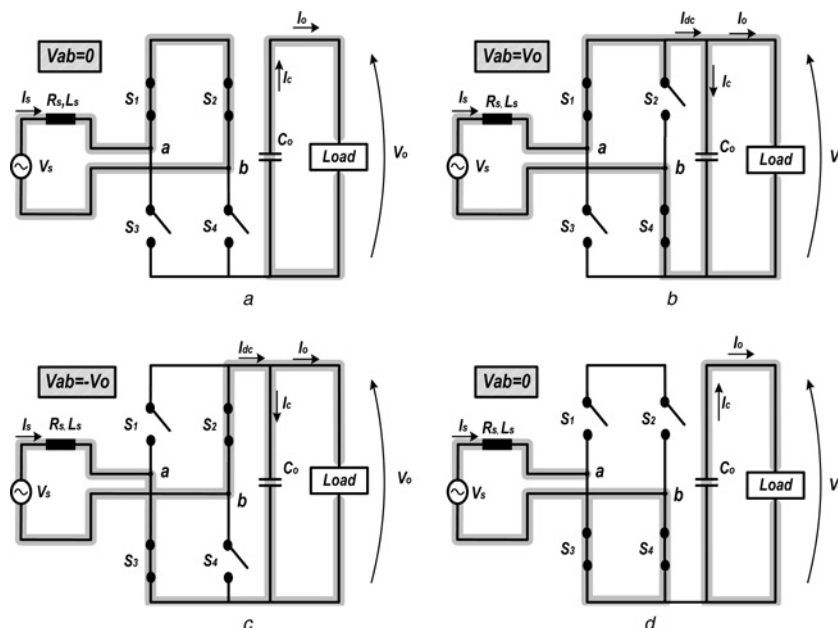 Vab=0
Is
Rs,Ls
Vs
S1
S2
S3
S4
a
b
Ic
Io
Co
Load
Vo
a
Vab=Vo
Is
Rs, Ls
Vs
S1
S2
S3
S4
a
b
Idc
Io
Ic
Co
Load
V
b
Vab=-Vo
Is
Rs, Ls
Vs
S1
S2
S3
S4
a
b
Idc
Io
Ic
Co
Load
Vo
c
Vab=0
Is
Rs, Ls
Vs
S1
S2
S3
S4
a
b
Ic
Io
Co
Load
V
d